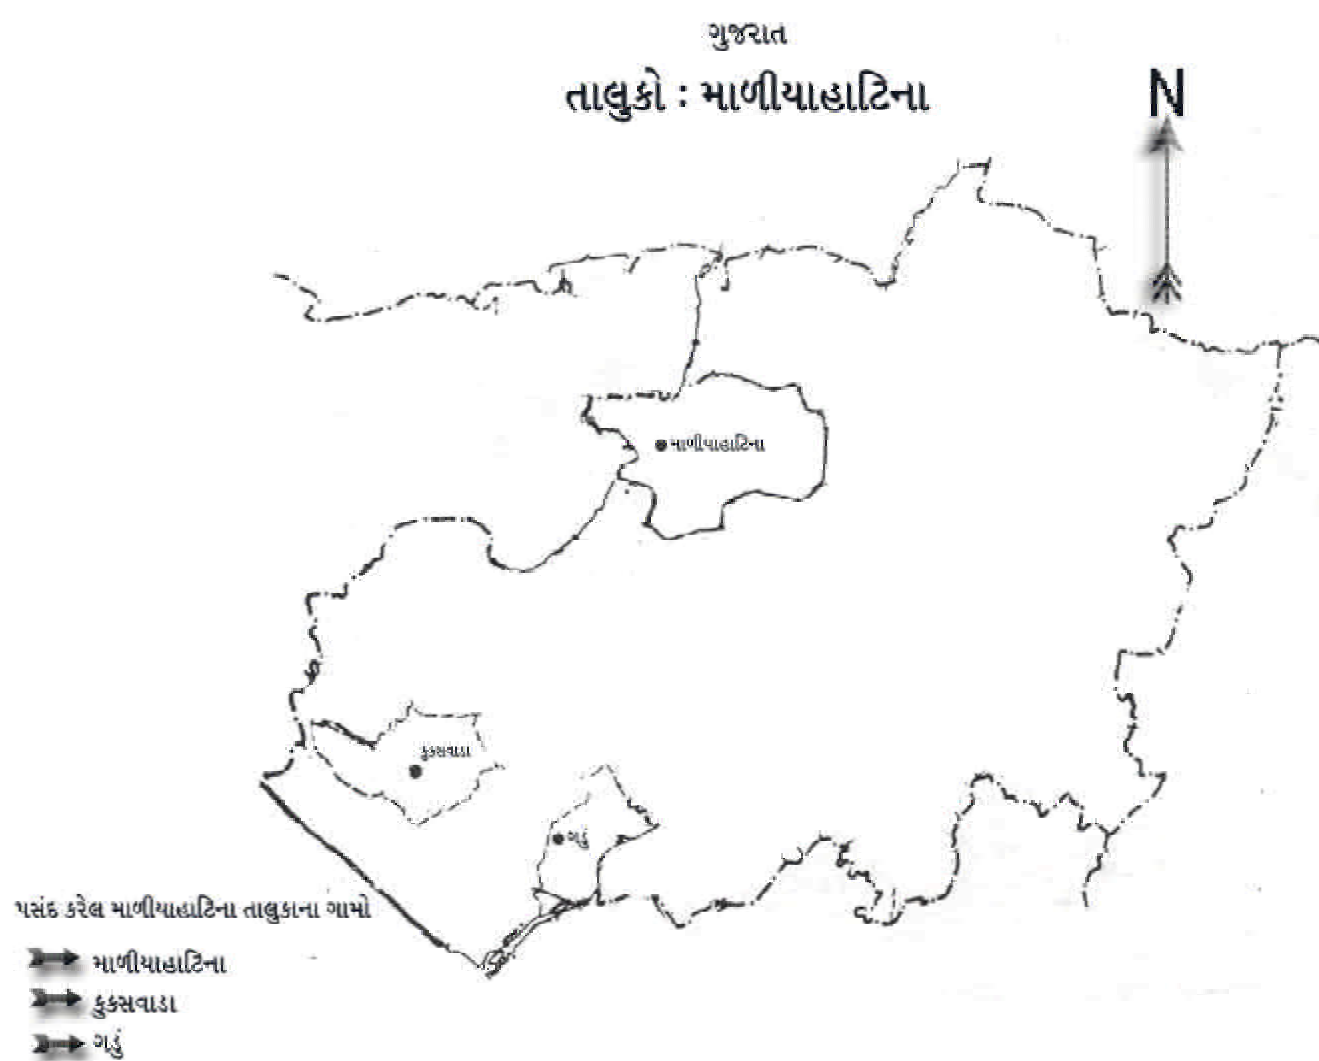 ગુજરાત
તાલુકો : માળીયાહાટિના
N
માળીયાહાટિના
કુકસવાડા
ગડું
પસંદ કરેલ માળીયાહાટિના તાલુકાના ગામો
માળીયાહાટિના
કુકસવાડા
ગડું